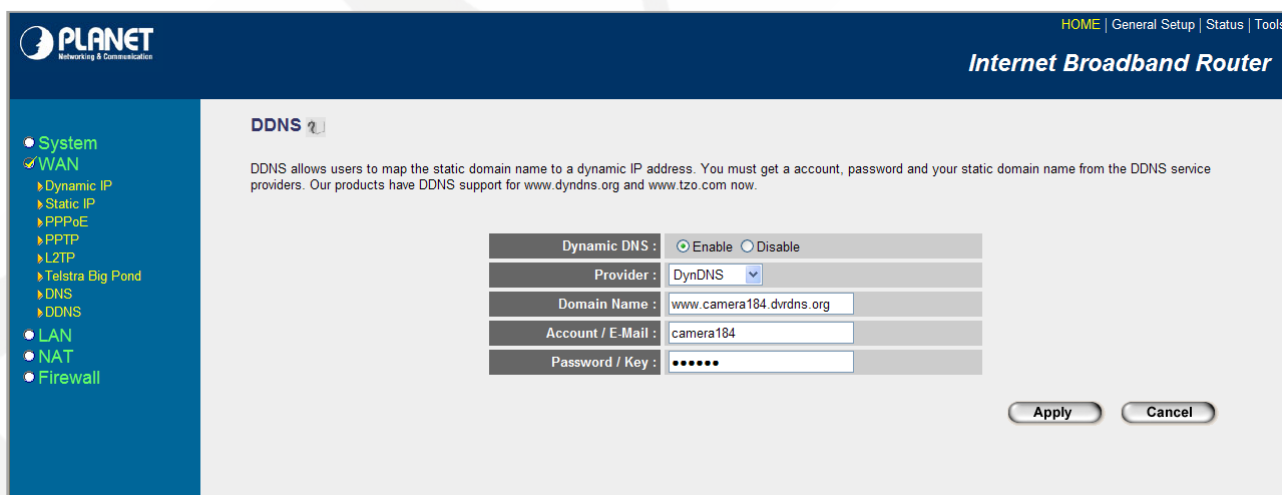 PLANET
Networking & Communication
HOME | General Setup | Status | Tools
Internet Broadband Router
System
WAN
Dynamic IP
Static IP
PPPoE
PPTP
L2TP
Telstra Big Pond
DNS
DDNS
LAN
NAT
Firewall
DDNS
DDNS allows users to map the static domain name to a dynamic IP address. You must get a account, password and your static domain name from the DDNS service
providers. Our products have DDNS support for www.dyndns.org and www.tzo.com now.
Dynamic DNS : Enable Disable
Provider : DynDNS
Domain Name : www.camera184.dvrdns.org
Account / E-Mail : camera184
Password / Key : ••••••
Apply Cancel